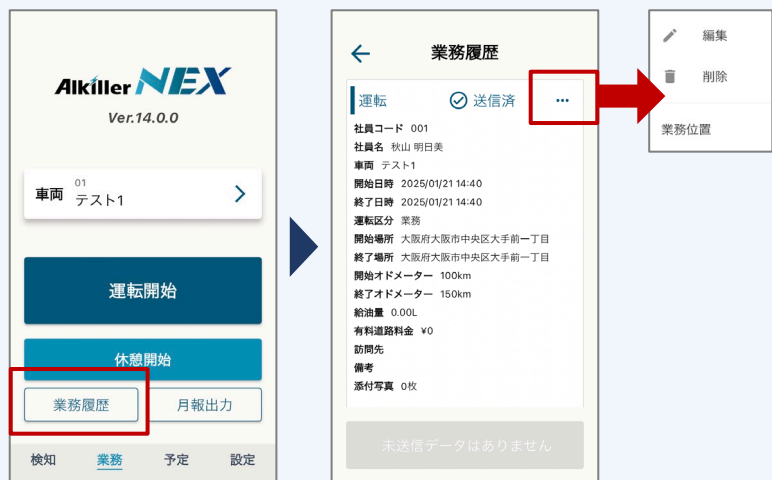 Alkiller NEX
Ver.14.0.0
車両
01
テスト1
運転開始
休憩開始
業務履歴
月報出力
検知
業務
予定
設定
業務履歴
運転
送信済
社員コード 001
社員名 秋山 明日美
車両 テスト1
開始日時 2025/01/21 14:40
終了日時 2025/01/21 14:40
運転区分 業務
開始場所 大阪府大阪市中央区大手前一丁目
終了場所 大阪府大阪市中央区大手前一丁目
開始オドメーター 100km
終了オドメーター 150km
給油量 0.00L
有料道路料金 ¥0
訪問先
備考
添付写真 0枚
未送信データはありません
編集
削除
業務位置